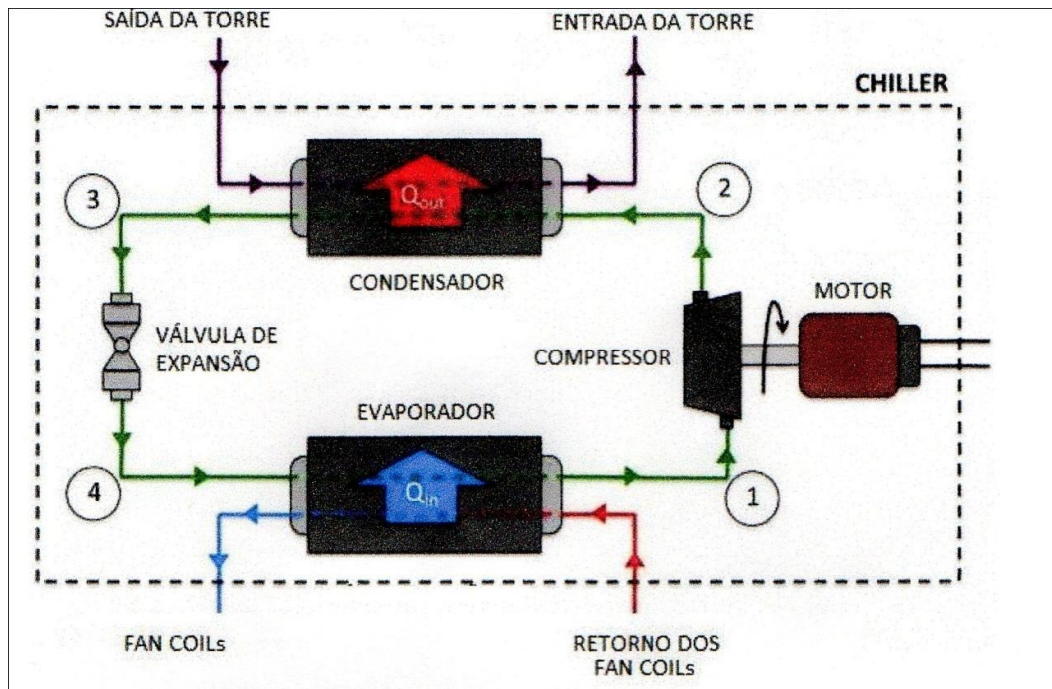 SAÍDA DA TORRE
ENTRADA DA TORRE
CHILLER
3
Qout
2
CONDENSADOR
MOTOR
VÁLVULA DE
EXPANSÃO
COMPRESSOR
EVAPORADOR
4
Qin
1
FAN COILs
RETORNO DOS
FAN COILs